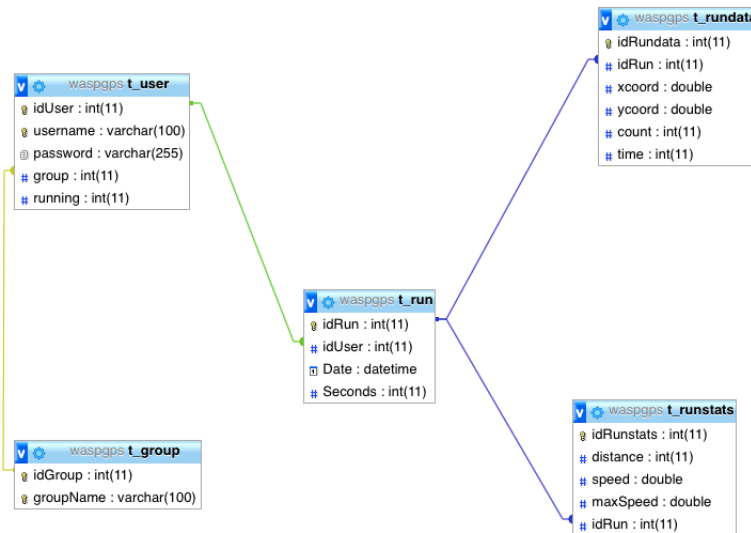 waspgps t_user
idUser : int(11)
username : varchar(100)
password : varchar(255)
group : int(11)
running : int(11)
waspgps t_group
idGroup : int(11)
groupName : varchar(100)
waspgps t_run
idRun : int(11)
idUser : int(11)
Date : datetime
Seconds : int(11)
waspgps t_rundata
idRundata : int(11)
idRun : int(11)
xcoord : double
ycoord : double
count : int(11)
time : int(11)
waspgps t_runstats
idRunstats : int(11)
distance : int(11)
speed : double
maxSpeed : double
idRun : int(11)